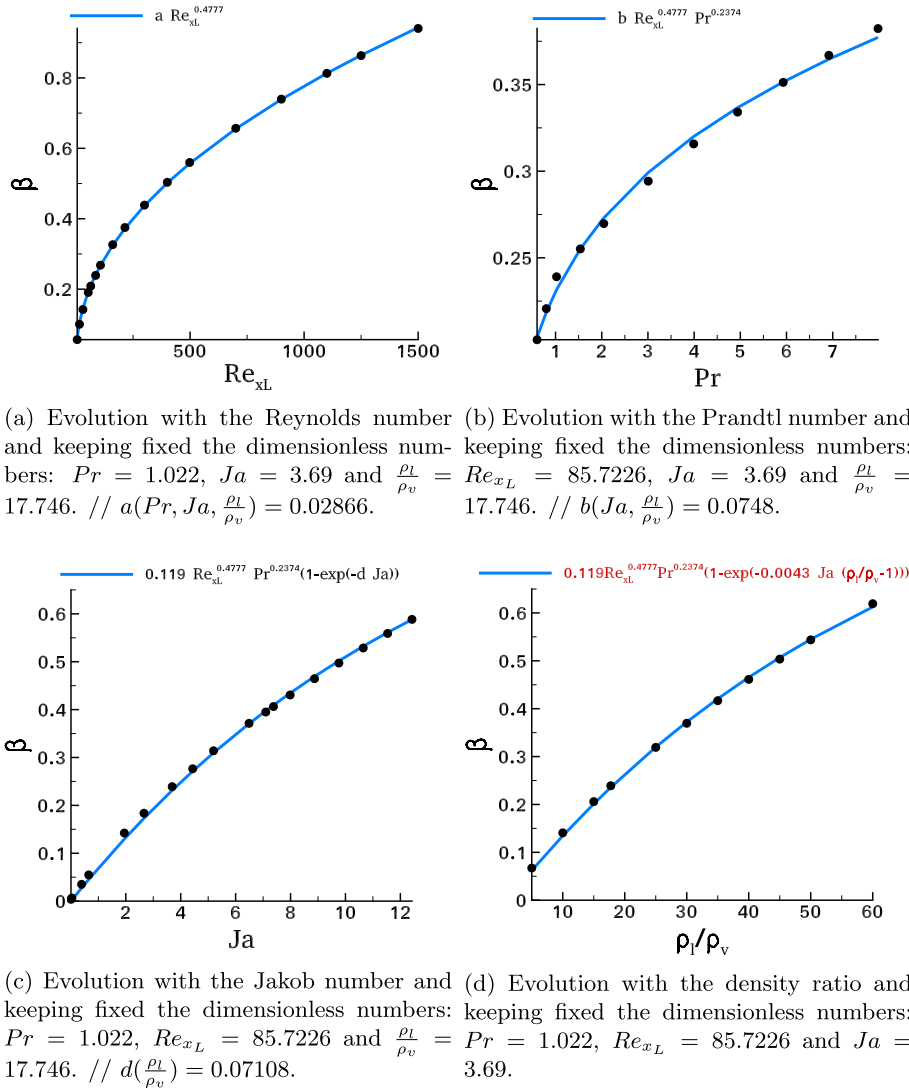 a Re_xL^0.4777
0.8
0.6
0.4
0.2
β
500
1000
1500
Re_xL
b Re_xL^0.4777 Pr^0.2374
0.35
0.3
0.25
β
1 2 3 4 5 6 7
Pr
(a) Evolution with the Reynolds number
and keeping fixed the dimensionless num-
bers: Pr = 1.022, Ja = 3.69 and ρ_l/ρ_v =
17.746. // a(Pr, Ja, ρ_l/ρ_v) = 0.02866.
(b) Evolution with the Prandtl number and
keeping fixed the dimensionless numbers:
Re_x_L = 85.7226, Ja = 3.69 and ρ_l/ρ_v =
17.746. // b(Ja, ρ_l/ρ_v) = 0.0748.
0.119 Re_xL^0.4777 Pr^0.2374(1-exp(-d Ja))
0.6
0.5
0.4
0.3
0.2
0.1
0
β
2 4 6 8 10 12
Ja
0.119Re_xL^0.4777Pr^0.2374(1-exp(-0.0043 Ja (ρ_l/ρ_v-1)))
0.6
0.5
0.4
0.3
0.2
0.1
0
β
10 20 30 40 50 60
ρ_l/ρ_v
(c) Evolution with the Jakob number and
keeping fixed the dimensionless numbers:
Pr = 1.022, Re_x_L = 85.7226 and ρ_l/ρ_v =
17.746. // d(ρ_l/ρ_v) = 0.07108.
(d) Evolution with the density ratio and
keeping fixed the dimensionless numbers:
Pr = 1.022, Re_x_L = 85.7226 and Ja =
3.69.